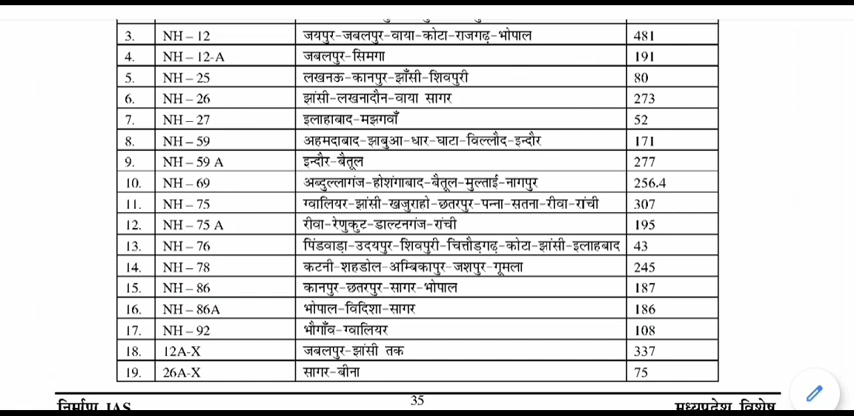 3. NH – 12 जयपुर-जबलपुर-वाया-कोटा-राजगढ़-भोपाल 481
4. NH – 12-A जबलपुर-सिमगा 191
5. NH – 25 लखनऊ-कानपुर-झाँसी-शिवपुरी 80
6. NH – 26 झांसी-लखनादौन-वाया सागर 273
7. NH – 27 इलाहाबाद-मझगवाँ 52
8. NH – 59 अहमदाबाद-झाबुआ-धार-घाटा-विल्लौद-इन्दौर 171
9. NH – 59 A इन्दौर-बैतूल 277
10. NH – 69 अब्दुल्लागंज-होशंगाबाद-बैतूल-मुल्ताई-नागपुर 256.4
11. NH – 75 ग्वालियर-झांसी-खजुराहो-छतरपुर-पन्ना-सतना-रीवा-रांची 307
12. NH – 75 A रीवा-रेणुकुट-डाल्टनगंज-रांची 195
13. NH – 76 पिंडवाड़ा-उदयपुर-शिवपुरी-चित्तौड़गढ़-कोटा-झांसी-इलाहबाद 43
14. NH – 78 कटनी-शहडोल-अम्बिकापुर-जशपुर-गूमला 245
15. NH – 86 कानपुर-छतरपुर-सागर-भोपाल 187
16. NH – 86A भोपाल-विदिशा-सागर 186
17. NH – 92 भौगाँव-ग्वालियर 108
18. 12A-X जबलपुर-झांसी तक 337
19. 26A-X सागर-बीना 75
निर्माण IAS 35 मध्यप्रदेश विशेष